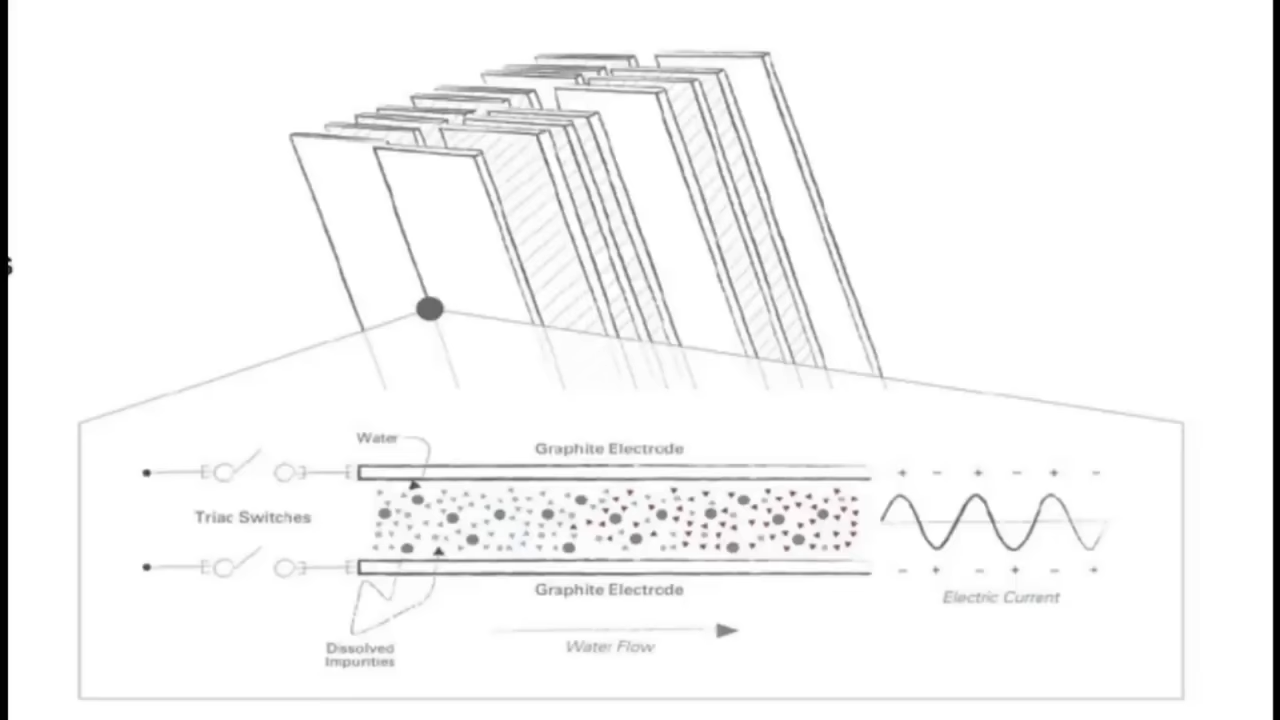 s
Water
Graphite Electrode
+ - + - + -
Triac Switches
- + - + - +
Graphite Electrode
Electric Current
Water Flow
Dissolved
Impurities